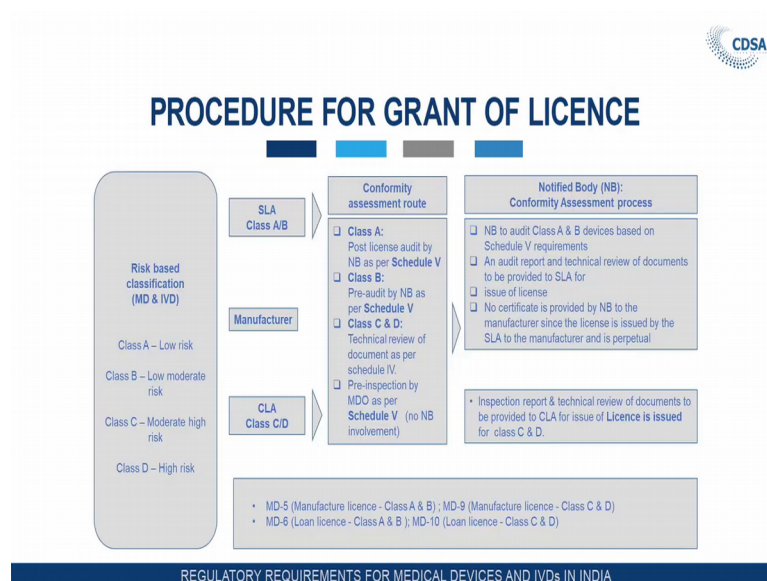 CDSA
PROCEDURE FOR GRANT OF LICENCE
Risk based
classification
(MD & IVD)
Class A – Low risk
Class B – Low moderate
risk
Class C – Moderate high
risk
Class D – High risk
SLA
Class A/B
Manufacturer
CLA
Class C/D
Conformity
assessment route
Class A:
Post license audit by
NB as per Schedule V
Class B:
Pre-audit by NB as
per Schedule V
Class C & D:
Technical review of
document as per
schedule IV.
Pre-inspection by
MDO as per
Schedule V (no NB
involvement)
Notified Body (NB):
Conformity Assessment process
NB to audit Class A & B devices based on
Schedule V requirements
An audit report and technical review of documents
to be provided to SLA for
issue of license
No certificate is provided by NB to the
manufacturer since the license is issued by the
SLA to the manufacturer and is perpetual
• Inspection report & technical review of documents to
be provided to CLA for issue of Licence is issued
for class C & D.
• MD-5 (Manufacture licence - Class A & B) ; MD-9 (Manufacture licence - Class C & D)
• MD-6 (Loan licence - Class A & B ); MD-10 (Loan licence - Class C & D)
REGULATORY REQUIREMENTS FOR MEDICAL DEVICES AND IVDs IN INDIA